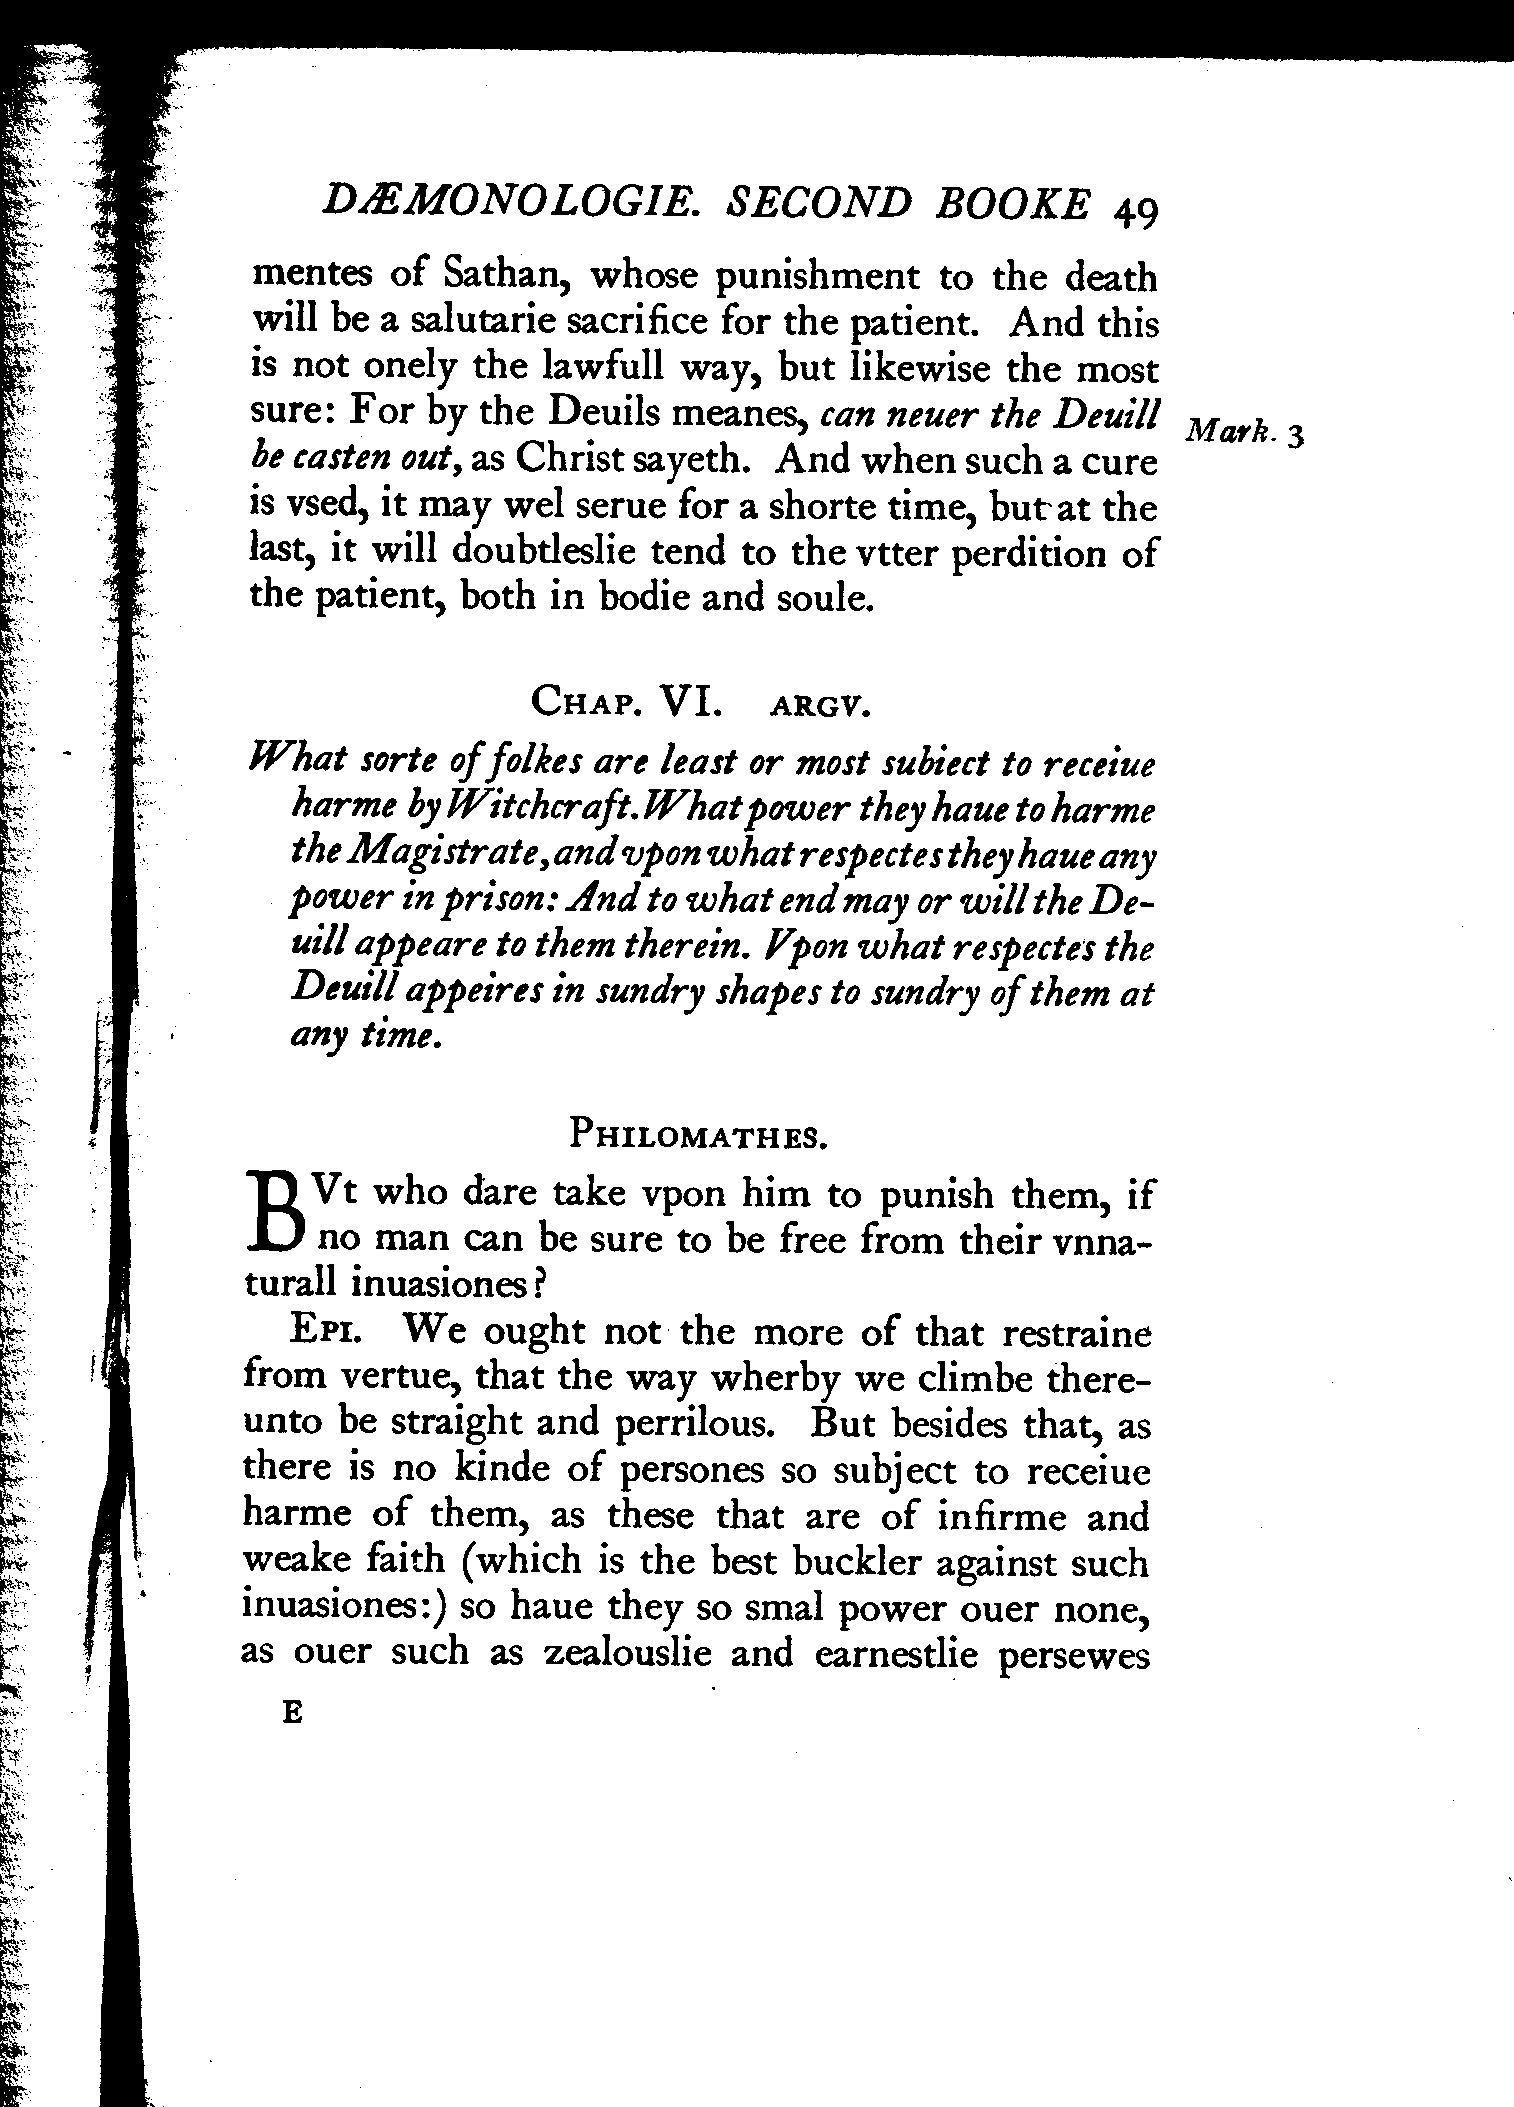 DÆMONOLOGIE. SECOND BOOKE 49
mentes of Sathan, whose punishment to the death
will be a salutarie sacrifice for the patient. And this
is not onely the lawfull way, but likewise the most
sure: For by the Deuils meanes, can neuer the Deuill
Mark. 3
be casten out, as Christ sayeth. And when such a cure
is vsed, it may wel serue for a shorte time, but at the
last, it will doubtleslie tend to the vtter perdition of
the patient, both in bodie and soule.
CHAP. VI. ARGV.
What sorte of folkes are least or most subiect to receiue
harme by Witchcraft. What power they haue to harme
the Magistrate, and vpon what respectes they haue any
power in prison: And to what end may or will the De-
uill appeare to them therein. Vpon what respectes the
Deuill appeires in sundry shapes to sundry of them at
any time.
PHILOMATHES.
BVt who dare take vpon him to punish them, if
no man can be sure to be free from their vnna-
turall inuasiones?
EPI. We ought not the more of that restraine
from vertue, that the way wherby we climbe there-
unto be straight and perrilous. But besides that, as
there is no kinde of persones so subject to receiue
harme of them, as these that are of infirme and
weake faith (which is the best buckler against such
inuasiones:) so haue they so smal power ouer none,
as ouer such as zealouslie and earnestlie persewes
E